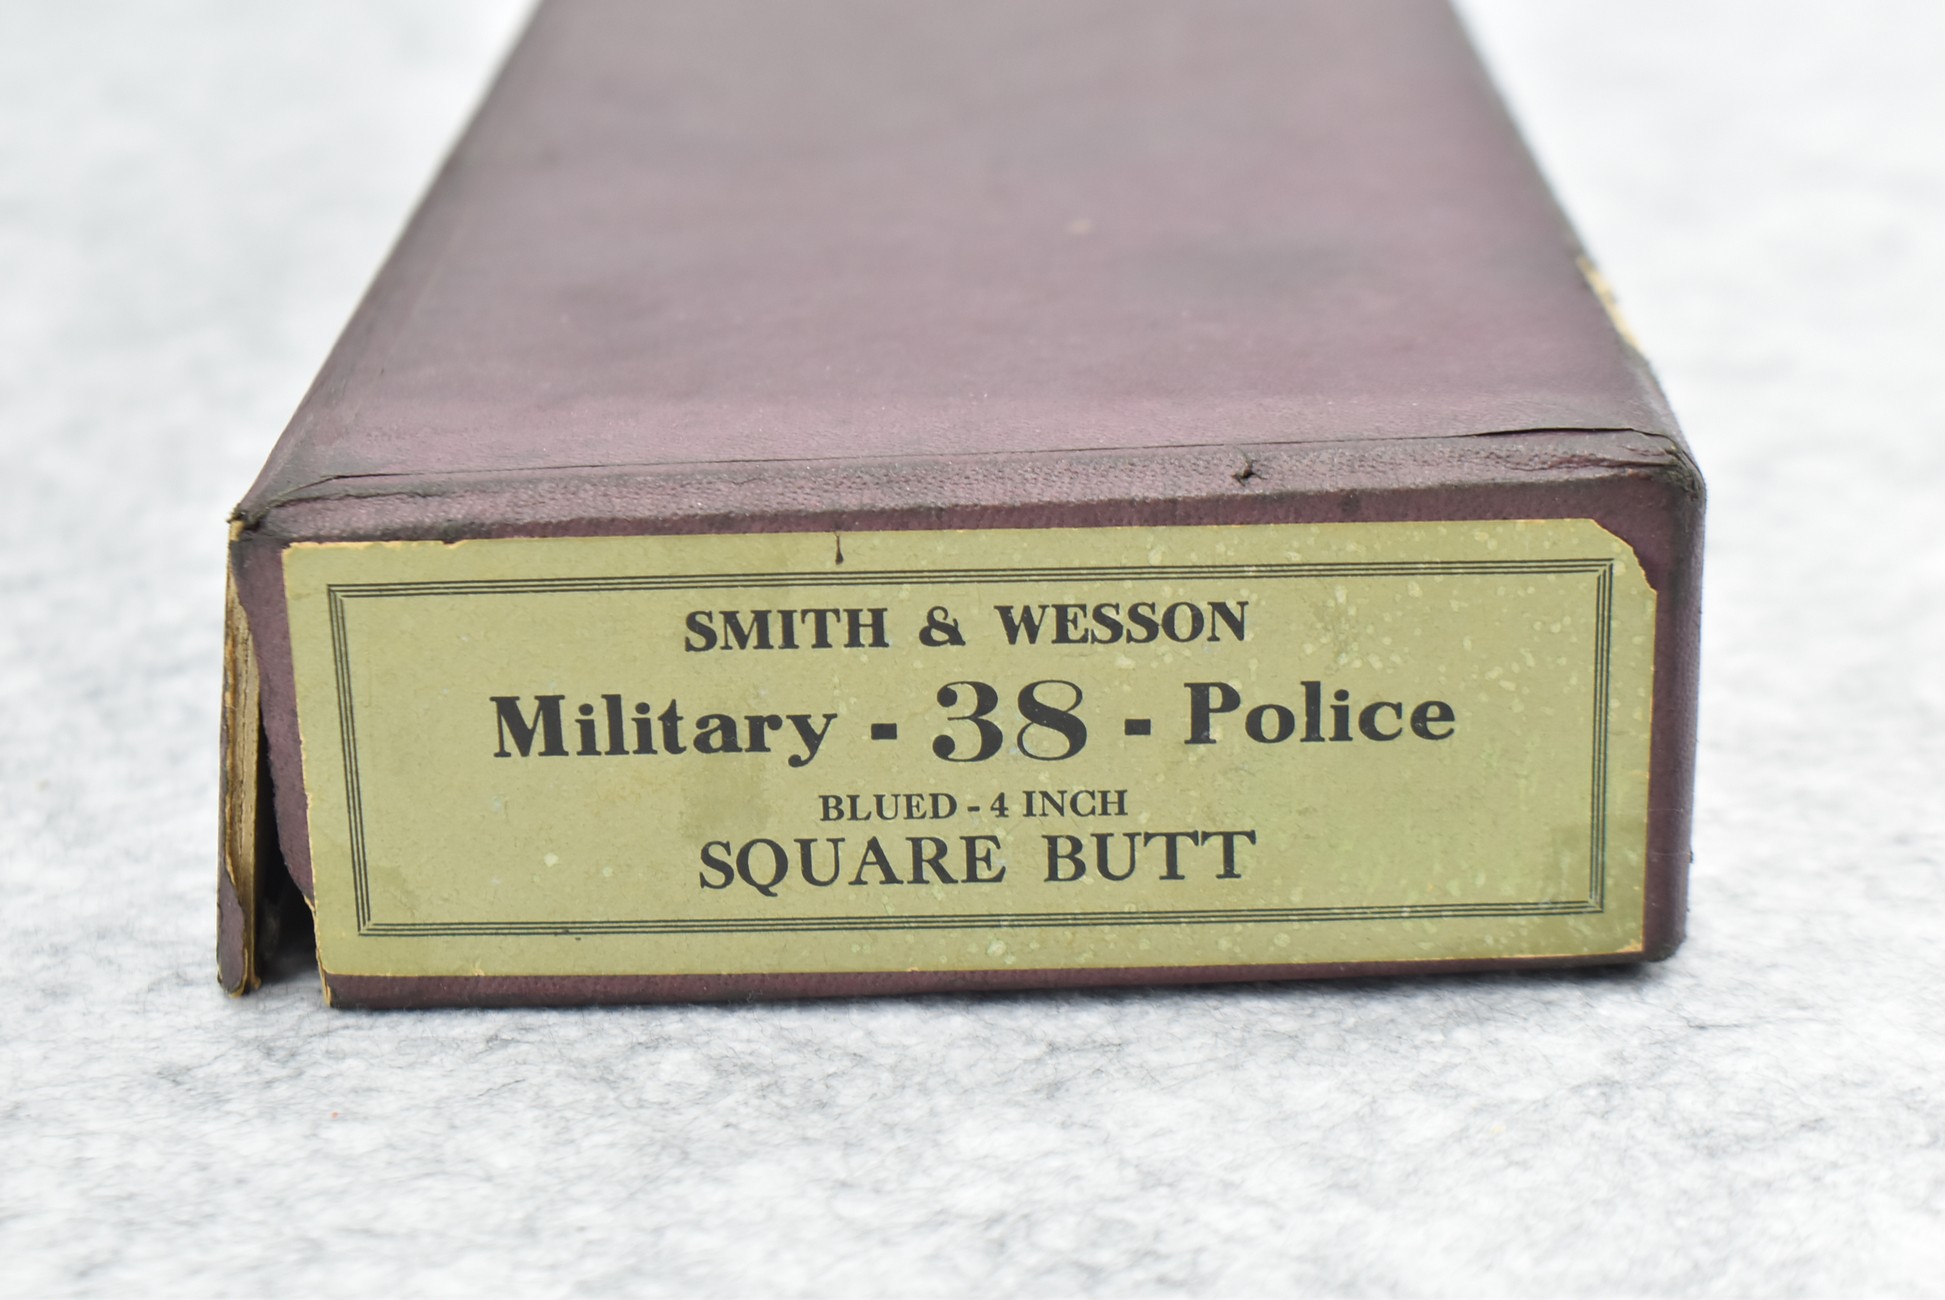 SMITH & WESSON
Military - 38 - Police
BLUED - 4 INCH
SQUARE BUTT